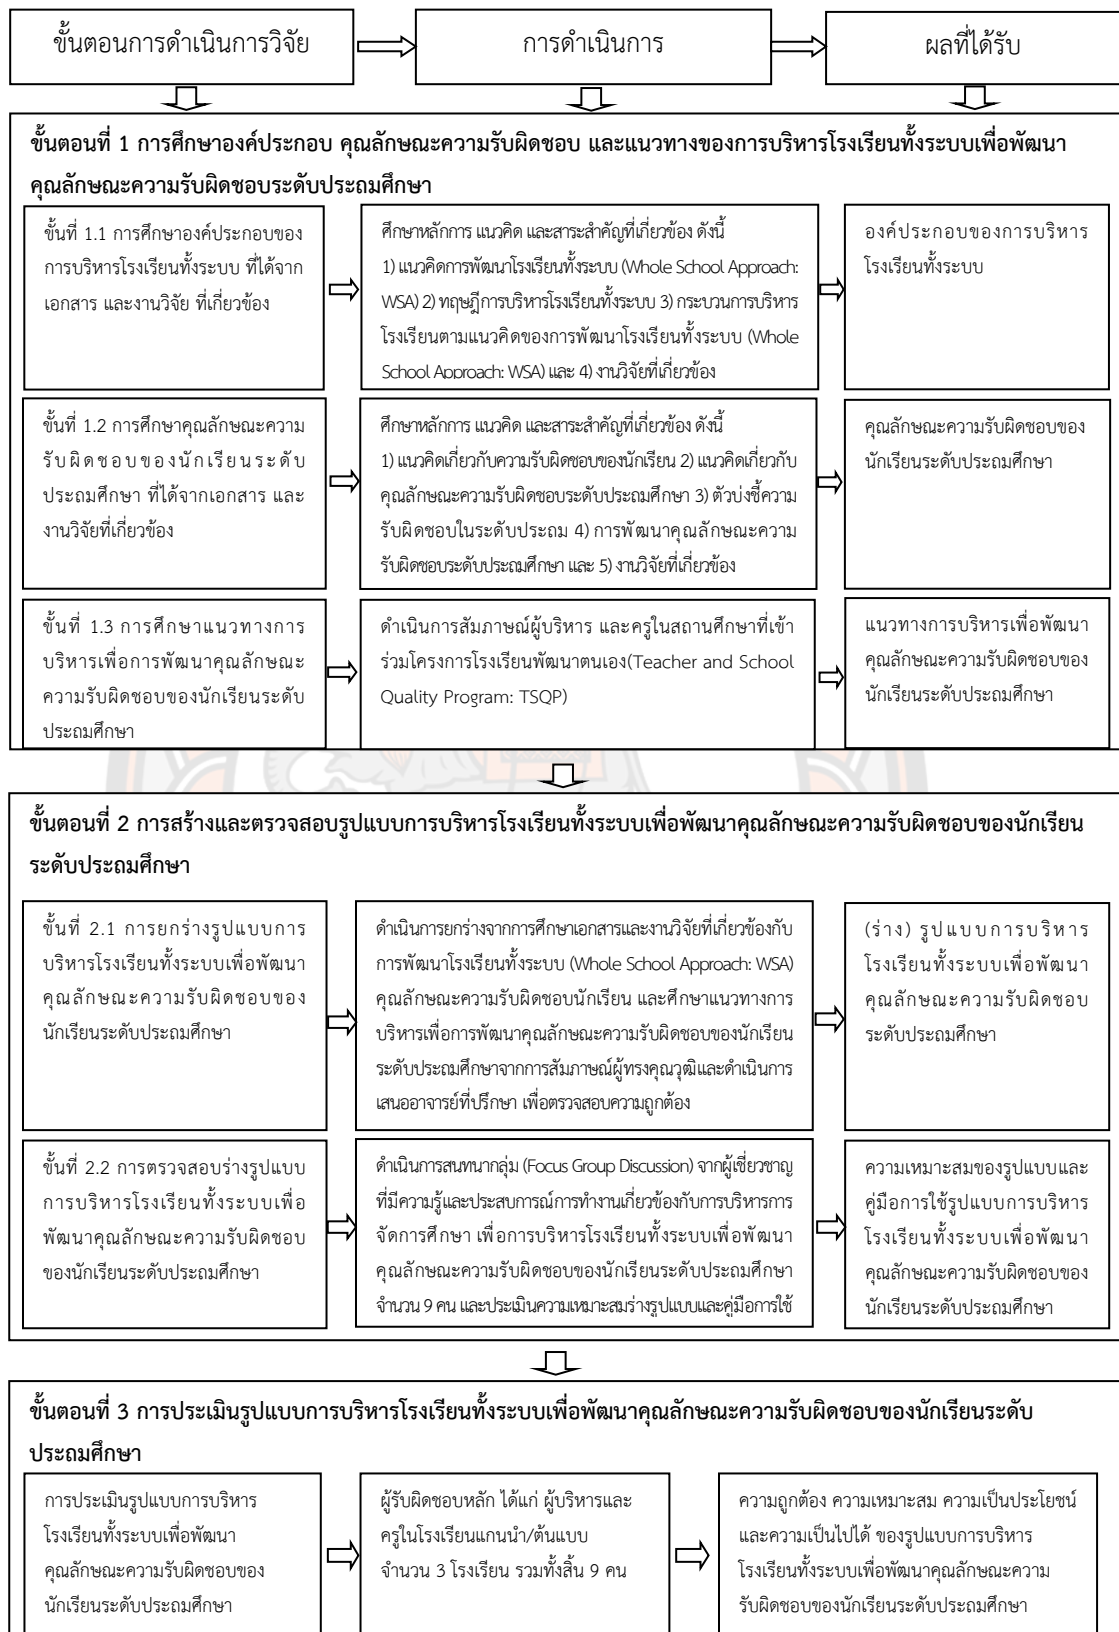 ขั้นตอนการดำเนินการวิจัย
การดำเนินการ
ผลที่ได้รับ
ขั้นตอนที่ 1 การศึกษาองค์ประกอบ คุณลักษณะความรับผิดชอบ และแนวทางของการบริหารโรงเรียนทั้งระบบเพื่อพัฒนา
คุณลักษณะความรับผิดชอบระดับประถมศึกษา
ขั้นที่ 1.1 การศึกษาองค์ประกอบของ
การบริหารโรงเรียนทั้งระบบ ที่ได้จาก
เอกสาร และงานวิจัย ที่เกี่ยวข้อง
ศึกษาหลักการ แนวคิด และสาระสำคัญที่เกี่ยวข้อง ดังนี้
1) แนวคิดการพัฒนาโรงเรียนทั้งระบบ (Whole School Approach:
WSA) 2) ทฤษฎีการบริหารโรงเรียนทั้งระบบ 3) กระบวนการบริหาร
โรงเรียนตามแนวคิดของการพัฒนาโรงเรียนทั้งระบบ (Whole
School Approach: WSA) และ 4) งานวิจัยที่เกี่ยวข้อง
องค์ประกอบของการบริหาร
โรงเรียนทั้งระบบ
ขั้นที่ 1.2 การศึกษาคุณลักษณะความ
รับผิดชอบของนักเรียนระดับ
ประถมศึกษา ที่ได้จากเอกสาร และ
งานวิจัยที่เกี่ยวข้อง
ศึกษาหลักการ แนวคิด และสาระสำคัญที่เกี่ยวข้อง ดังนี้
1) แนวคิดเกี่ยวกับความรับผิดชอบของนักเรียน 2) แนวคิดเกี่ยวกับ
คุณลักษณะความรับผิดชอบระดับประถมศึกษา 3) ตัวบ่งชี้ความ
รับผิดชอบในระดับประถม 4) การพัฒนาคุณลักษณะความ
รับผิดชอบระดับประถมศึกษา และ 5) งานวิจัยที่เกี่ยวข้อง
คุณลักษณะความรับผิดชอบของ
นักเรียนระดับประถมศึกษา
ขั้นที่ 1.3 การศึกษาแนวทางการ
บริหารเพื่อการพัฒนาคุณลักษณะ
ความรับผิดชอบของนักเรียนระดับ
ประถมศึกษา
ดำเนินการสัมภาษณ์ผู้บริหาร และครูในสถานศึกษาที่เข้า
ร่วมโครงการโรงเรียนพัฒนาตนเอง(Teacher and School
Quality Program: TSQP)
แนวทางการบริหารเพื่อพัฒนา
คุณลักษณะความรับผิดชอบของ
นักเรียนระดับประถมศึกษา
ขั้นตอนที่ 2 การสร้างและตรวจสอบรูปแบบการบริหารโรงเรียนทั้งระบบเพื่อพัฒนาคุณลักษณะความรับผิดชอบของนักเรียน
ระดับประถมศึกษา
ขั้นที่ 2.1 การยกร่างรูปแบบการ
บริหารโรงเรียนทั้งระบบเพื่อพัฒนา
คุณลักษณะความรับผิดชอบของ
นักเรียนระดับประถมศึกษา
ดำเนินการยกร่างจากการศึกษาเอกสารและงานวิจัยที่เกี่ยวข้องกับ
การพัฒนาโรงเรียนทั้งระบบ (Whole School Approach: WSA)
คุณลักษณะความรับผิดชอบนักเรียน และศึกษาแนวทางการ
บริหารเพื่อการพัฒนาคุณลักษณะความรับผิดชอบของนักเรียน
ระดับประถมศึกษาจากการสัมภาษณ์ผู้ทรงคุณวุฒิและดำเนินการ
เสนออาจารย์ที่ปรึกษา เพื่อตรวจสอบความถูกต้อง
(ร่าง) รูปแบบการบริหาร
โรงเรียนทั้งระบบเพื่อพัฒนา
คุณลักษณะความรับผิดชอบ
ระดับประถมศึกษา
ขั้นที่ 2.2 การตรวจสอบร่างรูปแบบ
การบริหารโรงเรียนทั้งระบบเพื่อ
พัฒนาคุณลักษณะความรับผิดชอบ
ของนักเรียนระดับประถมศึกษา
ดำเนินการสนทนากลุ่ม (Focus Group Discussion) จากผู้เชี่ยวชาญ
ที่มีความรู้และประสบการณ์การทำงานเกี่ยวข้องกับการบริหารการ
จัดการศึกษา เพื่อการบริหารโรงเรียนทั้งระบบเพื่อพัฒนา
คุณลักษณะความรับผิดชอบของนักเรียนระดับประถมศึกษา
จำนวน 9 คน และประเมินความเหมาะสมร่างรูปแบบและคู่มือการใช้
ความเหมาะสมของรูปแบบและ
คู่มือการใช้รูปแบบการบริหาร
โรงเรียนทั้งระบบเพื่อพัฒนา
คุณลักษณะความรับผิดชอบของ
นักเรียนระดับประถมศึกษา
ขั้นตอนที่ 3 การประเมินรูปแบบการบริหารโรงเรียนทั้งระบบเพื่อพัฒนาคุณลักษณะความรับผิดชอบของนักเรียนระดับ
ประถมศึกษา
การประเมินรูปแบบการบริหาร
โรงเรียนทั้งระบบเพื่อพัฒนา
คุณลักษณะความรับผิดชอบของ
นักเรียนระดับประถมศึกษา
ผู้รับผิดชอบหลัก ได้แก่ ผู้บริหารและ
ครูในโรงเรียนแกนนำ/ต้นแบบ
จำนวน 3 โรงเรียน รวมทั้งสิ้น 9 คน
ความถูกต้อง ความเหมาะสม ความเป็นประโยชน์
และความเป็นไปได้ ของรูปแบบการบริหาร
โรงเรียนทั้งระบบเพื่อพัฒนาคุณลักษณะความ
รับผิดชอบของนักเรียนระดับประถมศึกษา